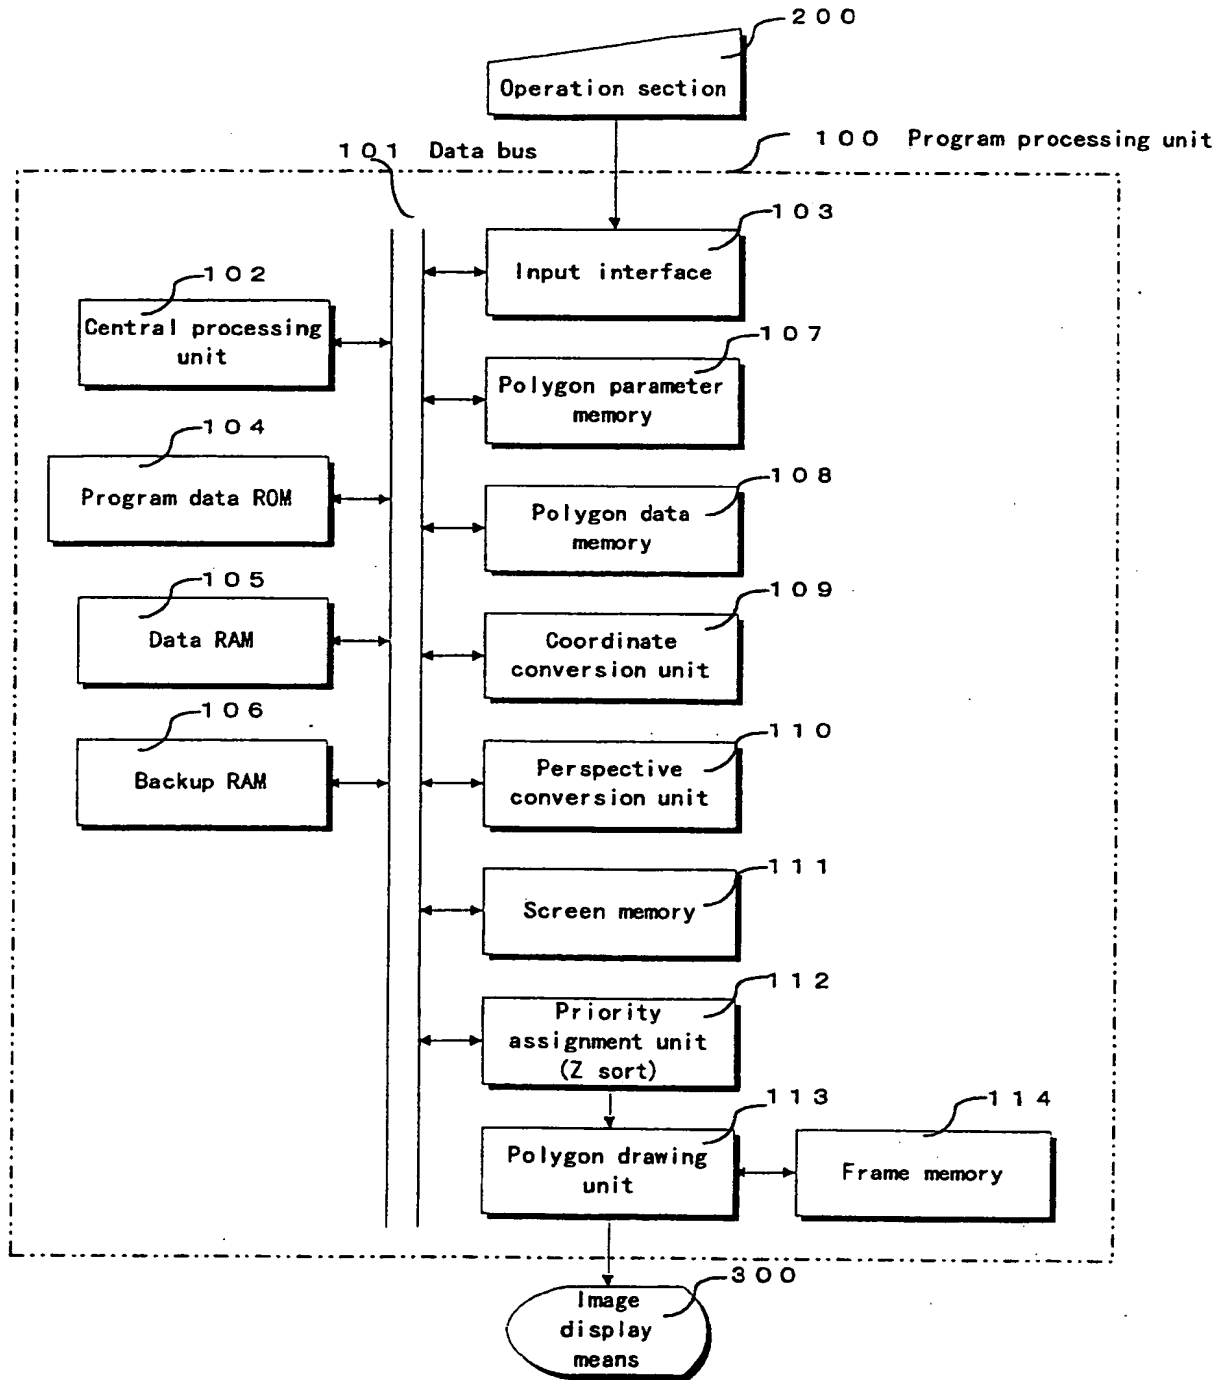 200
Operation section
101 Data bus
100 Program processing unit
103
Input interface
102
Central processing
unit
107
Polygon parameter
memory
104
Program data ROM
108
Polygon data
memory
105
Data RAM
109
Coordinate
conversion unit
106
Backup RAM
110
Perspective
conversion unit
111
Screen memory
112
Priority
assignment unit
(Z sort)
113
Polygon drawing
unit
114
Frame memory
300
Image
display
means